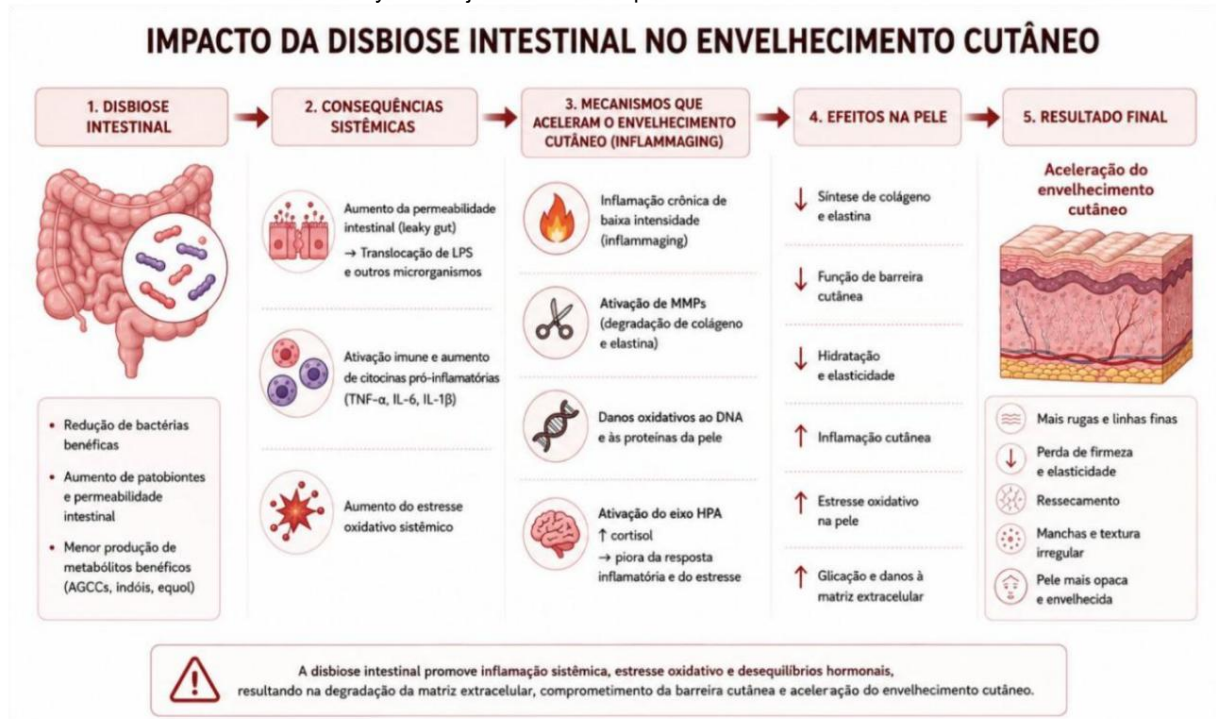 IMPACTO DA DISBIOSE INTESTINAL NO ENVELHECIMENTO CUTÂNEO
1. DISBIOSE
INTESTINAL
• Redução de bactérias
benéficas
• Aumento de patobiontes
e permeabilidade
intestinal
• Menor produção de
metabólitos benéficos
(AGCCs, indóis, equol)
2. CONSEQUÊNCIAS
SISTÊMICAS
Aumento da permeabilidade
intestinal (leaky gut)
→ Translocação de LPS
e outros microrganismos
Ativação imune e aumento
de citocinas pró-inflamatórias
(TNF-α, IL-6, IL-1β)
Aumento do estresse
oxidativo sistêmico
3. MECANISMOS QUE
ACELERAM O ENVELHECIMENTO
CUTÂNEO (INFLAMMAGING)
Inflamação crônica de
baixa intensidade
(inflammaging)
Ativação de MMPs
(degradação de colágeno
e elastina)
Danos oxidativos ao DNA
e às proteínas da pele
Ativação do eixo HPA
↑ cortisol
→ piora da resposta
inflamatória e do estresse
4. EFEITOS NA PELE
↓ Síntese de colágeno
e elastina
↓ Função de barreira
cutânea
↓ Hidratação
e elasticidade
↑ Inflamação cutânea
↑ Estresse oxidativo
na pele
↑ Glicação e danos à
matriz extracelular
5. RESULTADO FINAL
Aceleração do
envelhecimento
cutâneo
Mais rugas e linhas finas
Perda de firmeza
e elasticidade
Ressecamento
Manchas e textura
irregular
Pele mais opaca
e envelhecida
A disbiose intestinal promove inflamação sistêmica, estresse oxidativo e desequilíbrios hormonais,
resultando na degradação da matriz extracelular, comprometimento da barreira cutânea e aceleração do envelhecimento cutâneo.